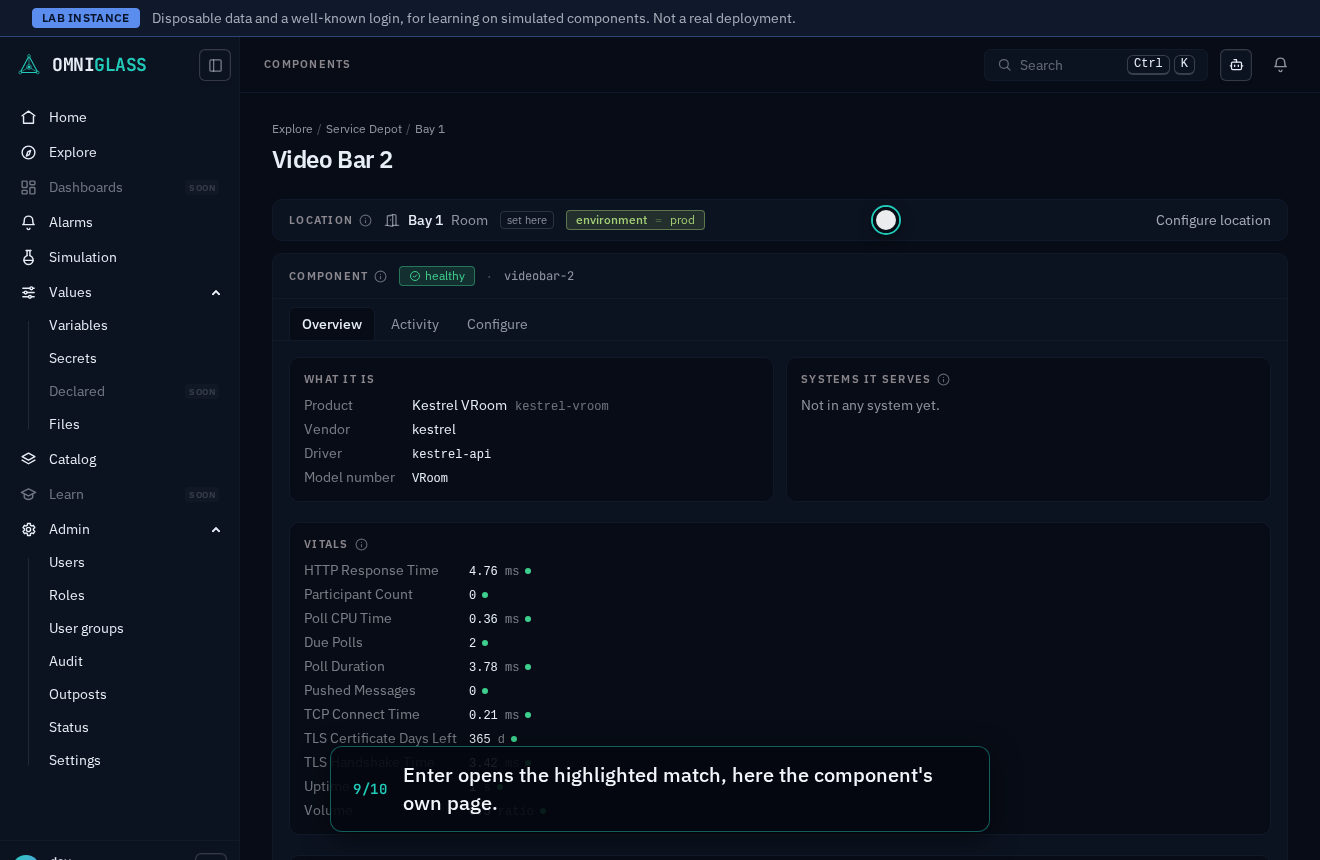 LAB INSTANCE Disposable data and a well-known login, for learning on simulated components. Not a real deployment.
OMNIGLASS
COMPONENTS
Search Ctrl K
Home
Explore
Dashboards SOON
Alarms
Simulation
Values
Variables
Secrets
Declared SOON
Files
Catalog
Learn SOON
Admin
Users
Roles
User groups
Audit
Outposts
Status
Settings
Explore / Service Depot / Bay 1
Video Bar 2
LOCATION Bay 1 Room set here environment = prod Configure location
COMPONENT healthy · videobar-2
Overview Activity Configure
WHAT IT IS
Product Kestrel VRoom kestrel-vroom
Vendor kestrel
Driver kestrel-api
Model number VRoom
SYSTEMS IT SERVES
Not in any system yet.
VITALS
HTTP Response Time 4.76 ms
Participant Count 0
Poll CPU Time 0.36 ms
Due Polls 2
Poll Duration 3.78 ms
Pushed Messages 0
TCP Connect Time 0.21 ms
TLS Certificate Days Left 365 d
TLS Handshake Time 3.42 ms
9/10 Enter opens the highlighted match, here the component's
own page.